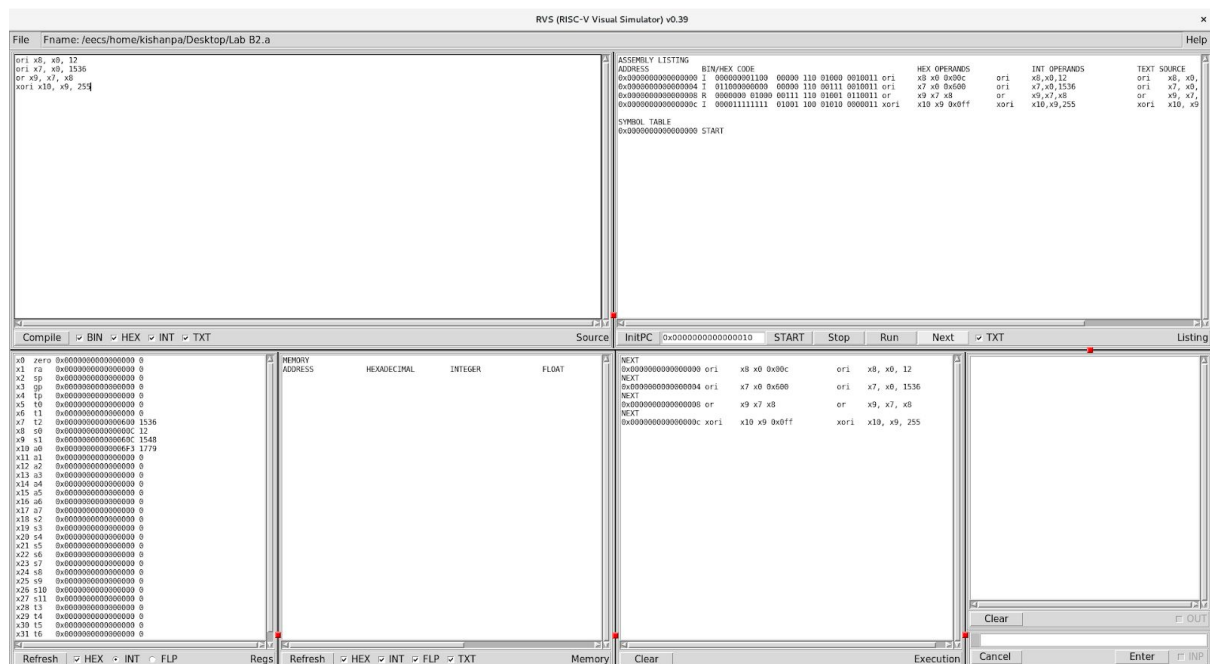 RVS (RISC-V Visual Simulator) v0.39 ×
File Fname: /eecs/home/kishanpa/Desktop/Lab B2.a Help
ori x8, x0, 12
ori x7, x0, 1536
or x9, x7, x8
xori x10, x9, 255
Compile BIN HEX INT TXT Source
ASSEMBLY LISTING
ADDRESS BIN/HEX CODE HEX OPERANDS INT OPERANDS TEXT SOURCE
0x0000000000000000 I 000000001100 00000 110 01000 0010011 ori x8 x0 0x00c ori x8,x0,12 ori x8, x0,
0x0000000000000004 I 011000000000 00000 110 00111 0010011 ori x7 x0 0x600 ori x7,x0,1536 ori x7, x0,
0x0000000000000008 R 0000000 01000 00111 110 01001 0110011 or x9 x7 x8 or x9,x7,x8 or x9, x7,
0x000000000000000c I 000011111111 01001 100 01010 0000011 xori x10 x9 0x0ff xori x10,x9,255 xori x10, x9
SYMBOL TABLE
0x0000000000000000 START
InitPC 0x0000000000000010 START Stop Run Next TXT Listing
x0 zero 0x0000000000000000 0
x1 ra 0x0000000000000000 0
x2 sp 0x0000000000000000 0
x3 gp 0x0000000000000000 0
x4 tp 0x0000000000000000 0
x5 t0 0x0000000000000000 0
x6 t1 0x0000000000000000 0
x7 t2 0x0000000000000600 1536
x8 s0 0x000000000000000C 12
x9 s1 0x000000000000060C 1548
x10 a0 0x00000000000006F3 1779
x11 a1 0x0000000000000000 0
x12 a2 0x0000000000000000 0
x13 a3 0x0000000000000000 0
x14 a4 0x0000000000000000 0
x15 a5 0x0000000000000000 0
x16 a6 0x0000000000000000 0
x17 a7 0x0000000000000000 0
x18 s2 0x0000000000000000 0
x19 s3 0x0000000000000000 0
x20 s4 0x0000000000000000 0
x21 s5 0x0000000000000000 0
x22 s6 0x0000000000000000 0
x23 s7 0x0000000000000000 0
x24 s8 0x0000000000000000 0
x25 s9 0x0000000000000000 0
x26 s10 0x0000000000000000 0
x27 s11 0x0000000000000000 0
x28 t3 0x0000000000000000 0
x29 t4 0x0000000000000000 0
x30 t5 0x0000000000000000 0
x31 t6 0x0000000000000000 0
Refresh HEX INT FLP Regs
MEMORY
ADDRESS HEXADECIMAL INTEGER FLOAT
Refresh HEX INT FLP TXT Memory
NEXT
0x0000000000000000 ori x8 x0 0x00c ori x8, x0, 12
NEXT
0x0000000000000004 ori x7 x0 0x600 ori x7, x0, 1536
NEXT
0x0000000000000008 or x9 x7 x8 or x9, x7, x8
NEXT
0x000000000000000c xori x10 x9 0x0ff xori x10, x9, 255
Clear Execution
Clear OUT
Cancel Enter INP